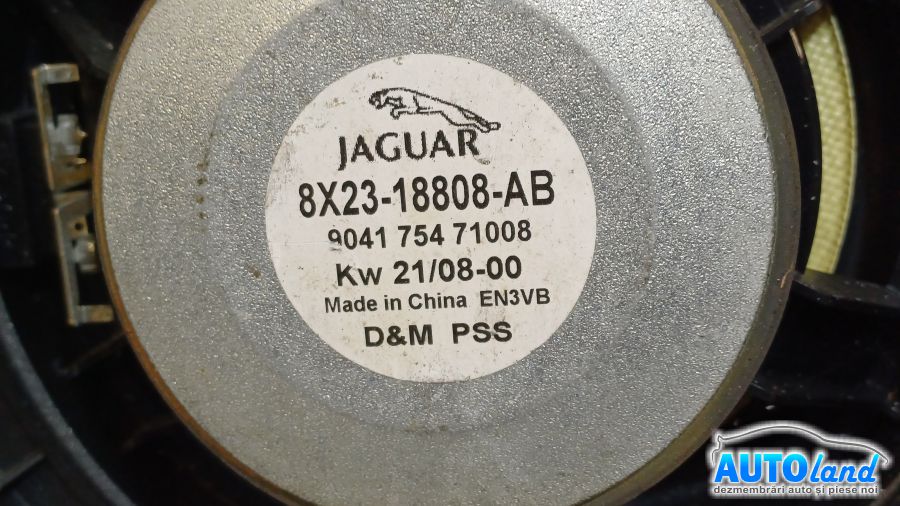 JAGUAR
8X23-18808-AB
9041 754 71008
Kw 21/08-00
Made in China EN3VB
D&M PSS
AUTOland
dezmembrări auto și piese noi